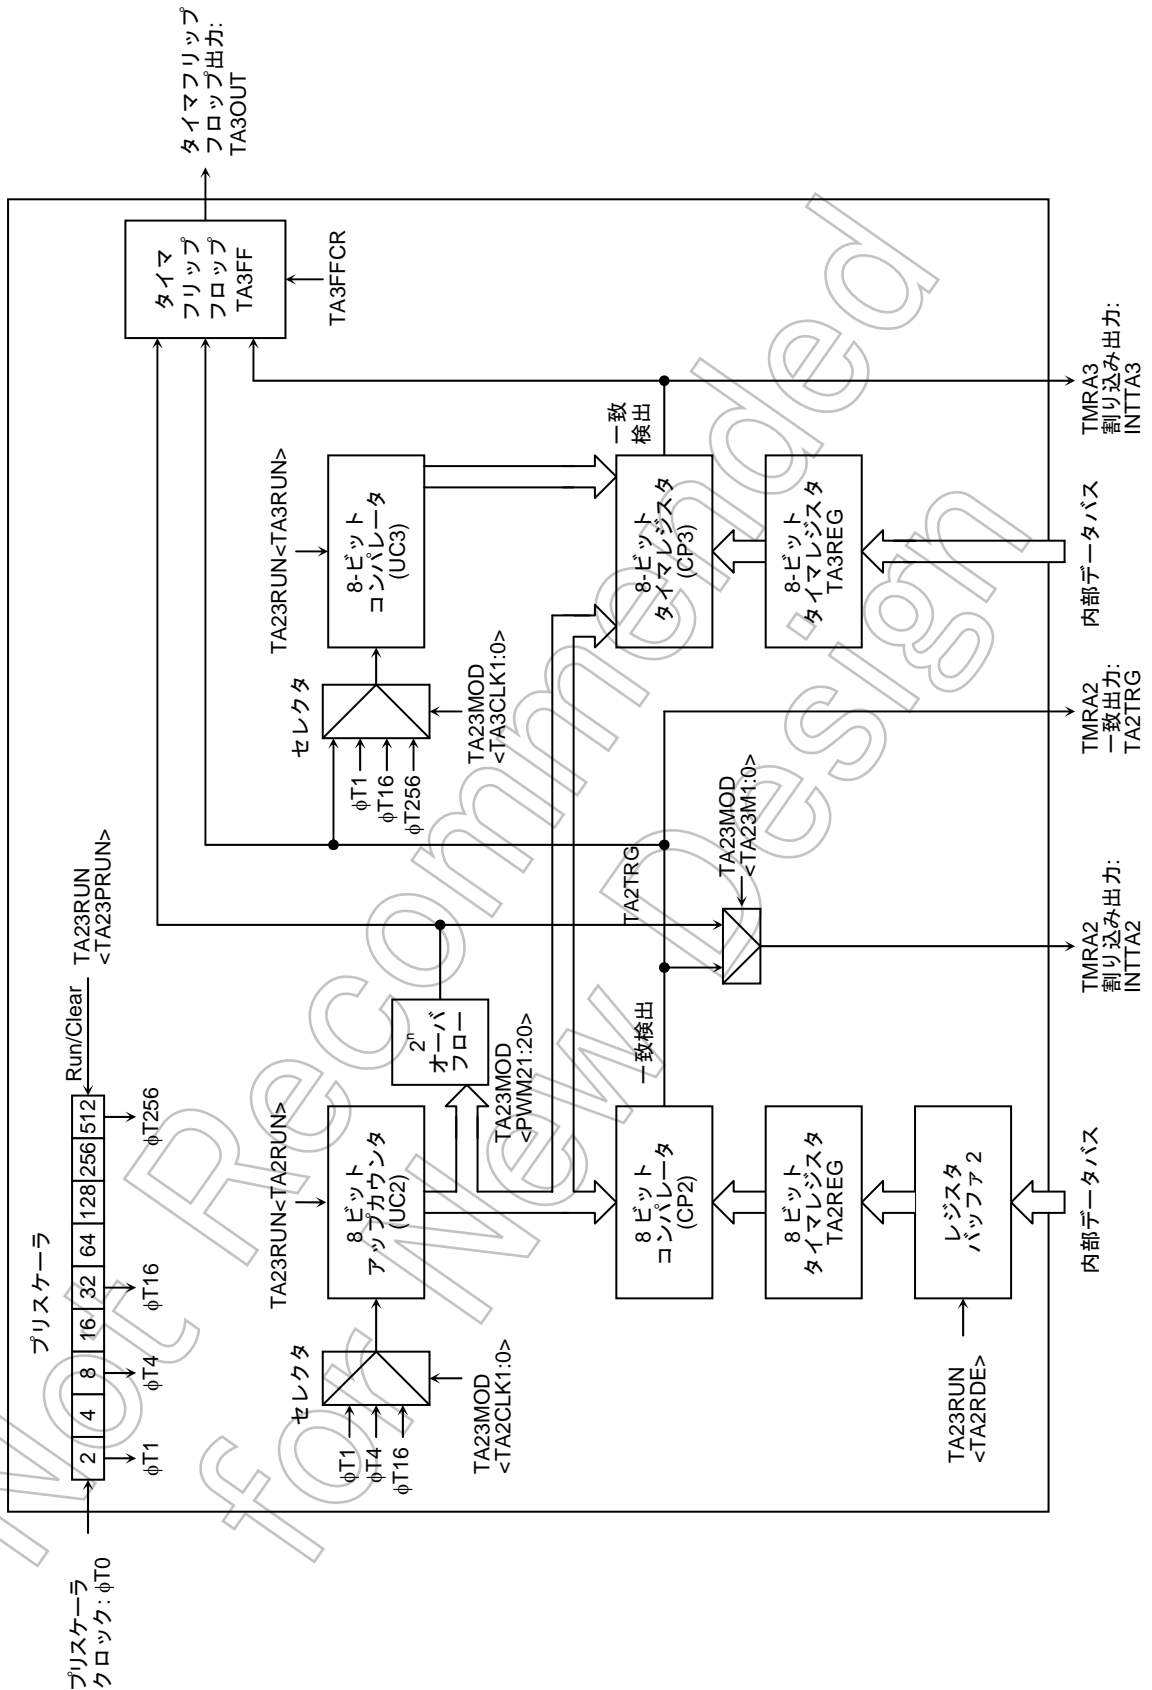 プリスケーラ
クロック: φT0
プリスケーラ
2 4 8 16 32 64 128 256 512
Run/Clear
TA23RUN
<TA23PRUN>
φT1
φT4
φT16
φT256
タイマフリップ
フロップ出力:
TA3OUT
タイマ
フリップ
フロップ
TA3FF
TA3FFCR
セレクタ
φT1
φT4
φT16
TA23MOD
<TA2CLK1:0>
TA23RUN<TA2RUN>
8 ビット
アップカウンタ
(UC2)
2n
オーバ
フロー
TA23MOD
<PWM21:20>
セレクタ
φT1
φT16
φT256
TA23MOD
<TA3CLK1:0>
TA23RUN<TA3RUN>
8-ビット
コンパレータ
(UC3)
TA2TRG
一致検出
8 ビット
コンパレータ
(CP2)
8-ビット
タイマレジスタ
(CP3)
一致
検出
TA23MOD
<TA23M1:0>
8 ビット
タイマレジスタ
TA2REG
8-ビット
タイマレジスタ
TA3REG
レジスタ
バッファ 2
TA23RUN
<TA2RDE>
内部データバス
TMRA2
割り込み出力:
INTTA2
TMRA2
一致出力:
TA2TRG
内部データバス
TMRA3
割り込み出力:
INTTA3
Not Recommended
for New Design